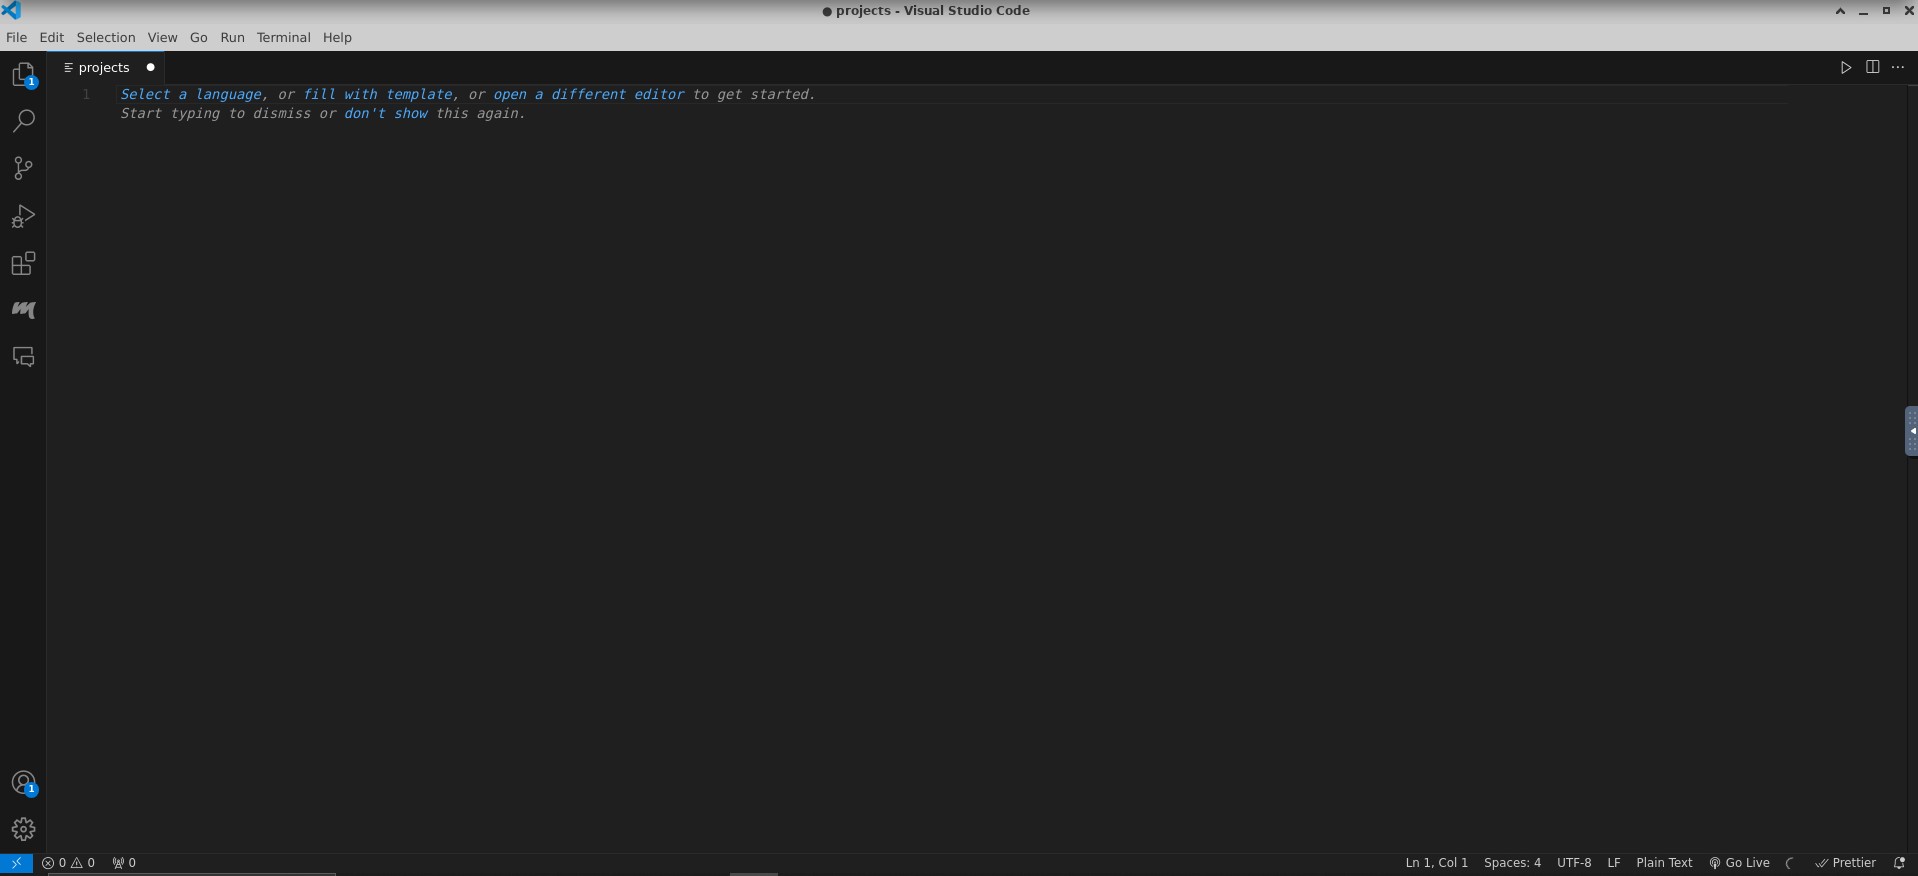 ● projects - Visual Studio Code
File Edit Selection View Go Run Terminal Help
projects
1 Select a language, or fill with template, or open a different editor to get started.
Start typing to dismiss or don't show this again.
1
1
0 0 0 Ln 1, Col 1 Spaces: 4 UTF-8 LF Plain Text Go Live Prettier